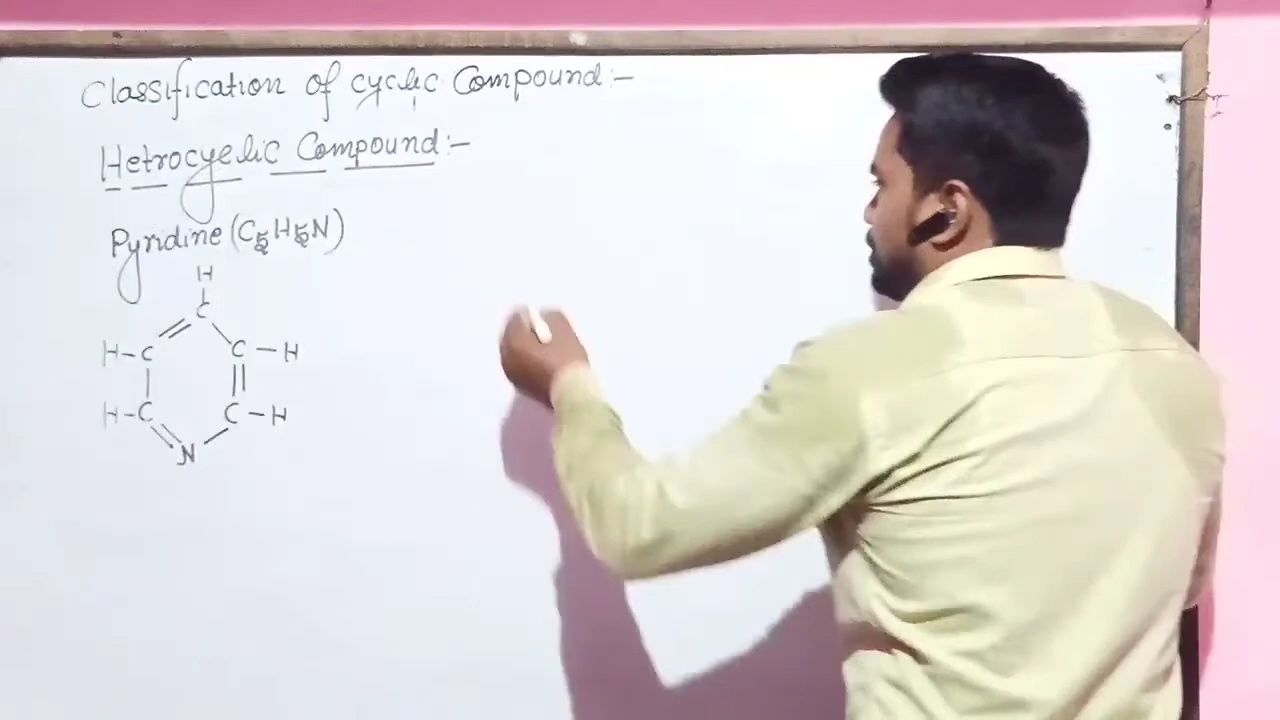 Classification of cyclic Compound:-
Hetrocyclic Compound:-
Pyridine (C5H5N)
H
C
H-C C-H
H-C C-H
N